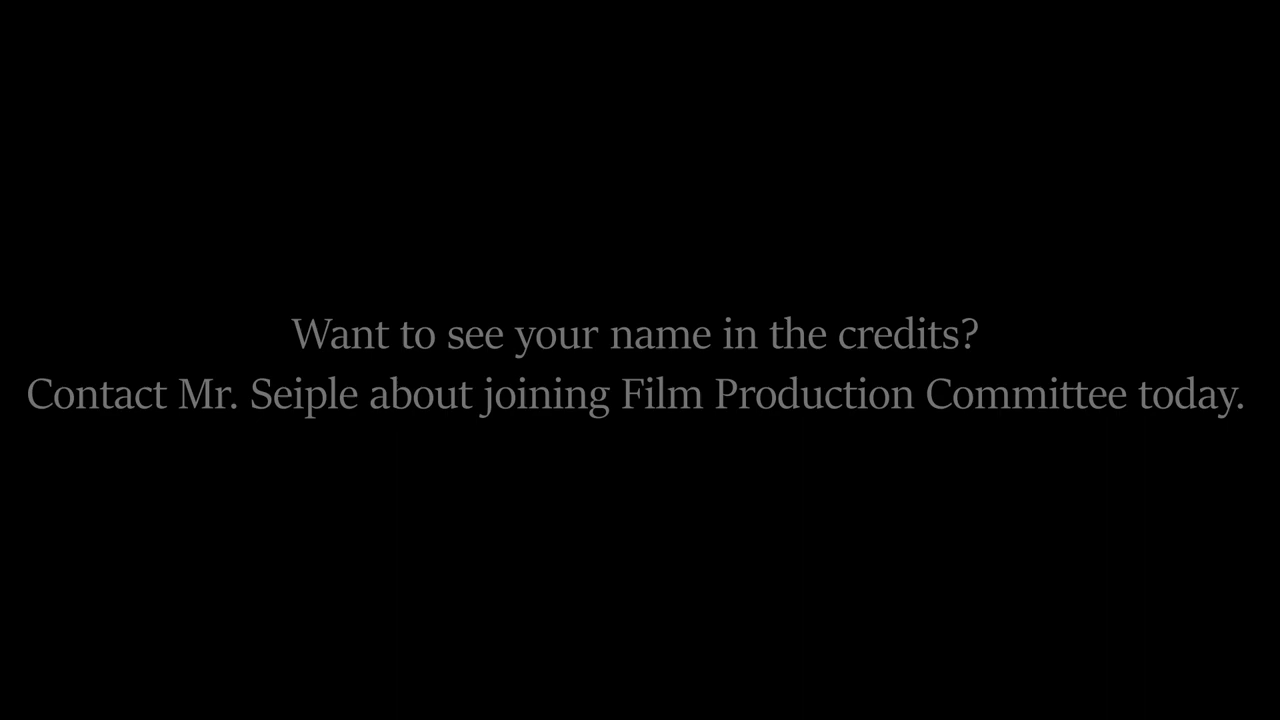 Want to see your name in the credits?
Contact Mr. Seiple about joining Film Production Committee today.